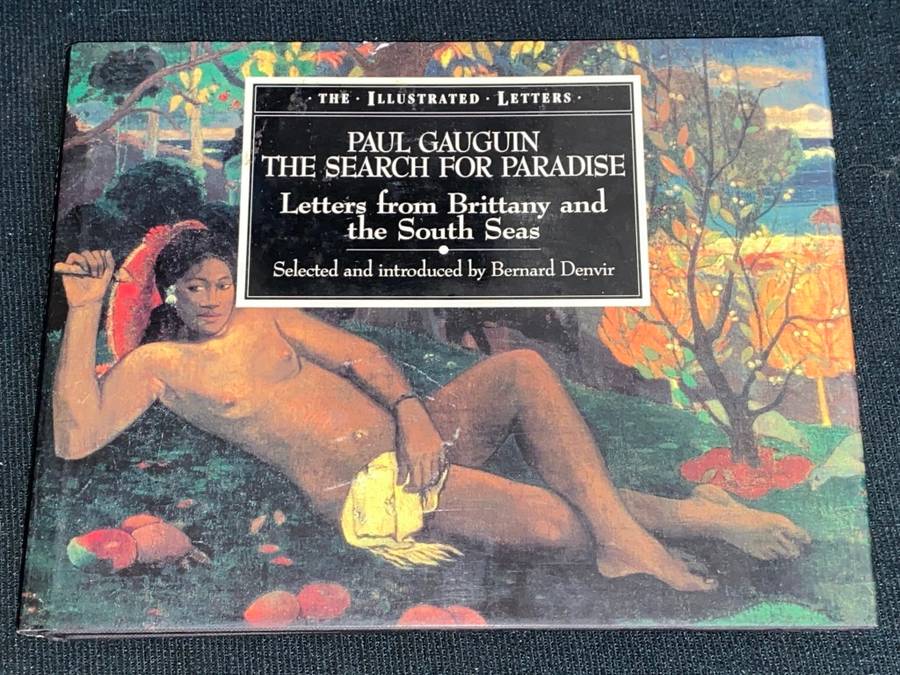 THE · ILLUSTRATED · LETTERS ·
PAUL GAUGUIN
THE SEARCH FOR PARADISE
Letters from Brittany and
the South Seas
Selected and introduced by Bernard Denvir